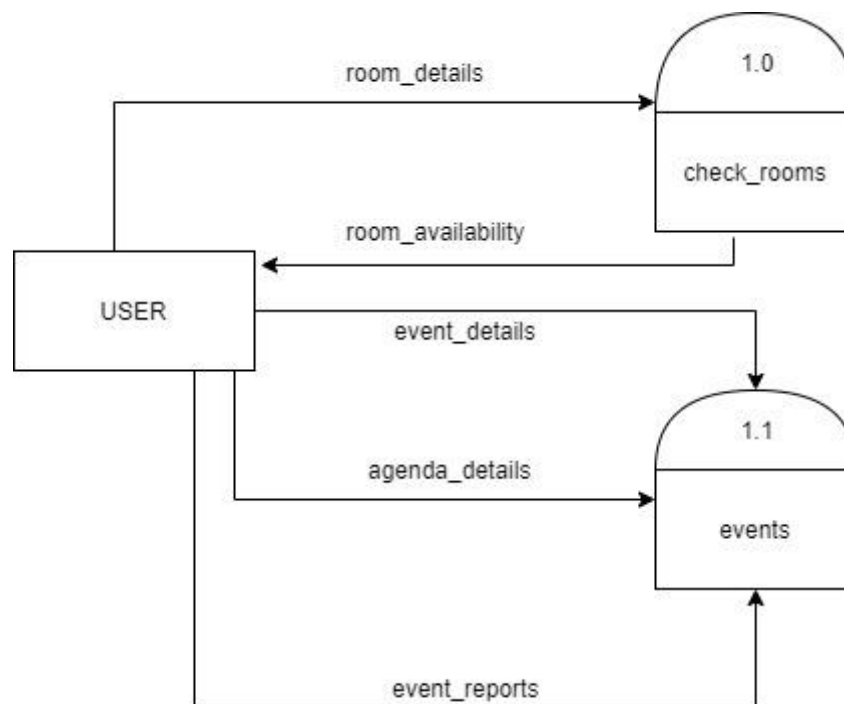 1.0
room_details
check_rooms
room_availability
USER
event_details
1.1
agenda_details
events
event_reports